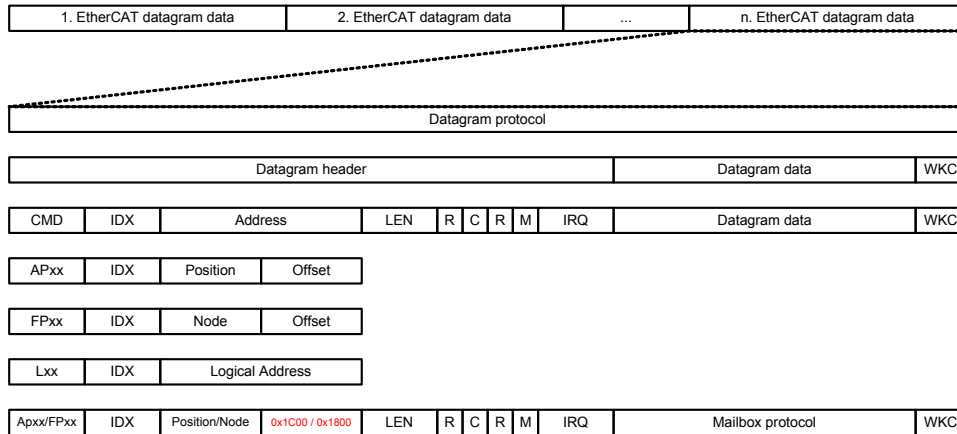 1. EtherCAT datagram data 2. EtherCAT datagram data ... n. EtherCAT datagram data
Datagram protocol
Datagram header Datagram data WKC
CMD IDX Address LEN R C R M IRQ Datagram data WKC
APxx IDX Position Offset
FPxx IDX Node Offset
Lxx IDX Logical Address
Apxx/FPxx IDX Position/Node 0x1C00 / 0x1800 LEN R C R M IRQ Mailbox protocol WKC